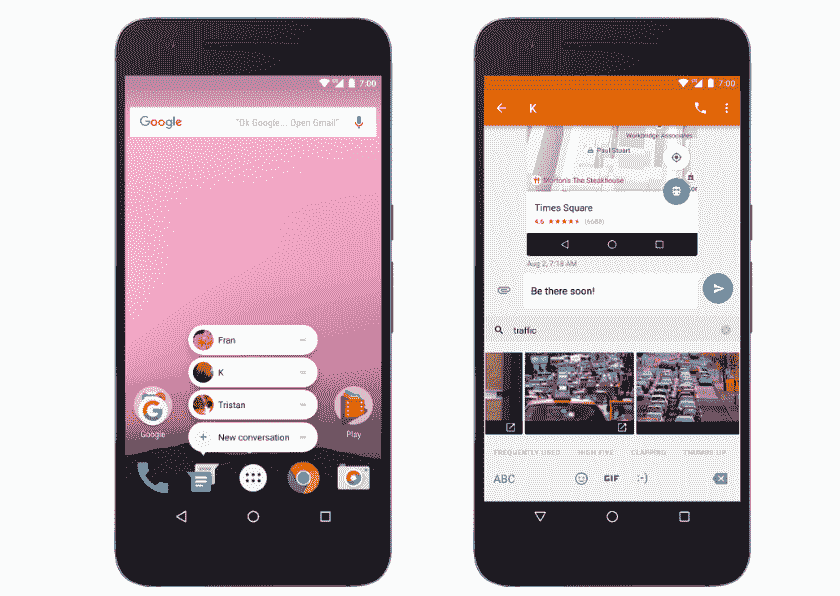 7:00
Google
"Ok Google... Open Gmail"
Fran
K
Tristan
New conversation
Google
Play
7:00
K
Workbridge Associates
Paul Stuart
Morton's The Steakhouse
Times Square
4.6 (6688)
Aug 2, 7:18 AM
Be there soon!
traffic
FREQUENTLY USED HIGH FIVE CLAPPING THUMBS UP
ABC GIF :-)